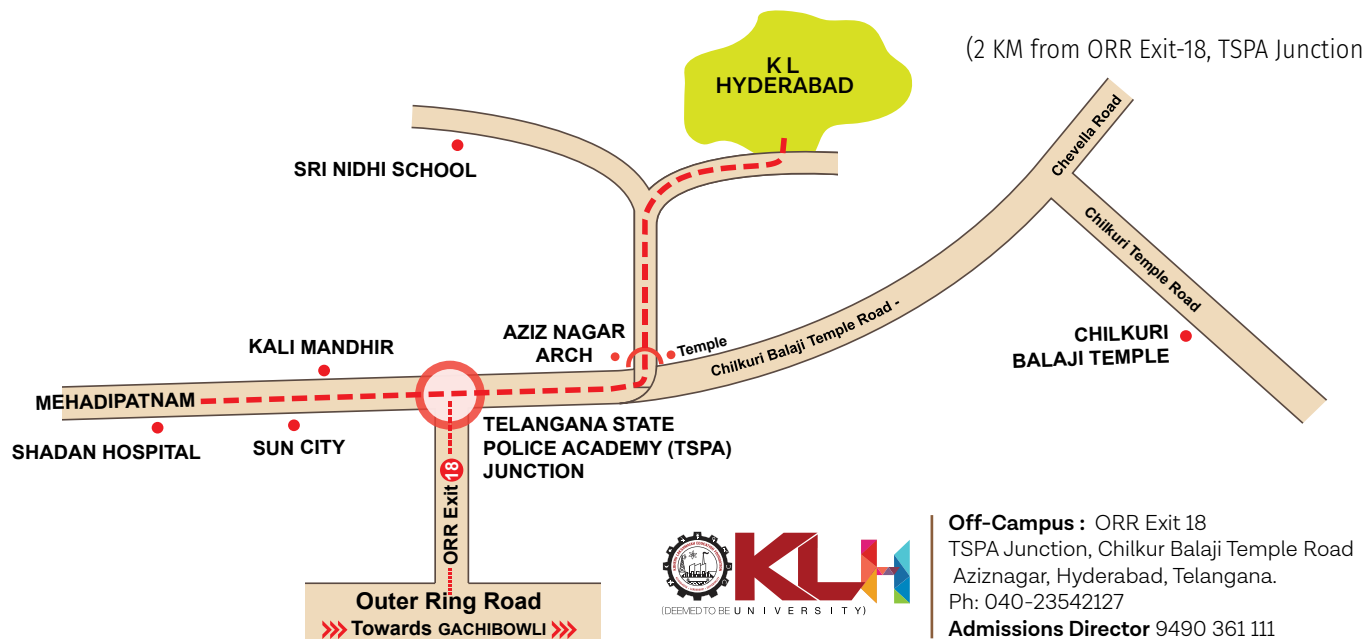 (2 KM from ORR Exit-18, TSPA Junction
K L
HYDERABAD
SRI NIDHI SCHOOL
Chevella Road
Chilkuri Temple Road
CHILKURI
BALAJI TEMPLE
AZIZ NAGAR
ARCH
Temple
Chilkuri Balaji Temple Road -
KALI MANDHIR
MEHADIPATNAM
SHADAN HOSPITAL
SUN CITY
TELANGANA STATE
POLICE ACADEMY (TSPA)
JUNCTION
ORR Exit 18
Outer Ring Road
>>> Towards GACHIBOWLI >>>
KLH
(DEEMED TO BE UNIVERSITY)
Off-Campus : ORR Exit 18
TSPA Junction, Chilkur Balaji Temple Road
Aziznagar, Hyderabad, Telangana.
Ph: 040-23542127
Admissions Director 9490 361 111